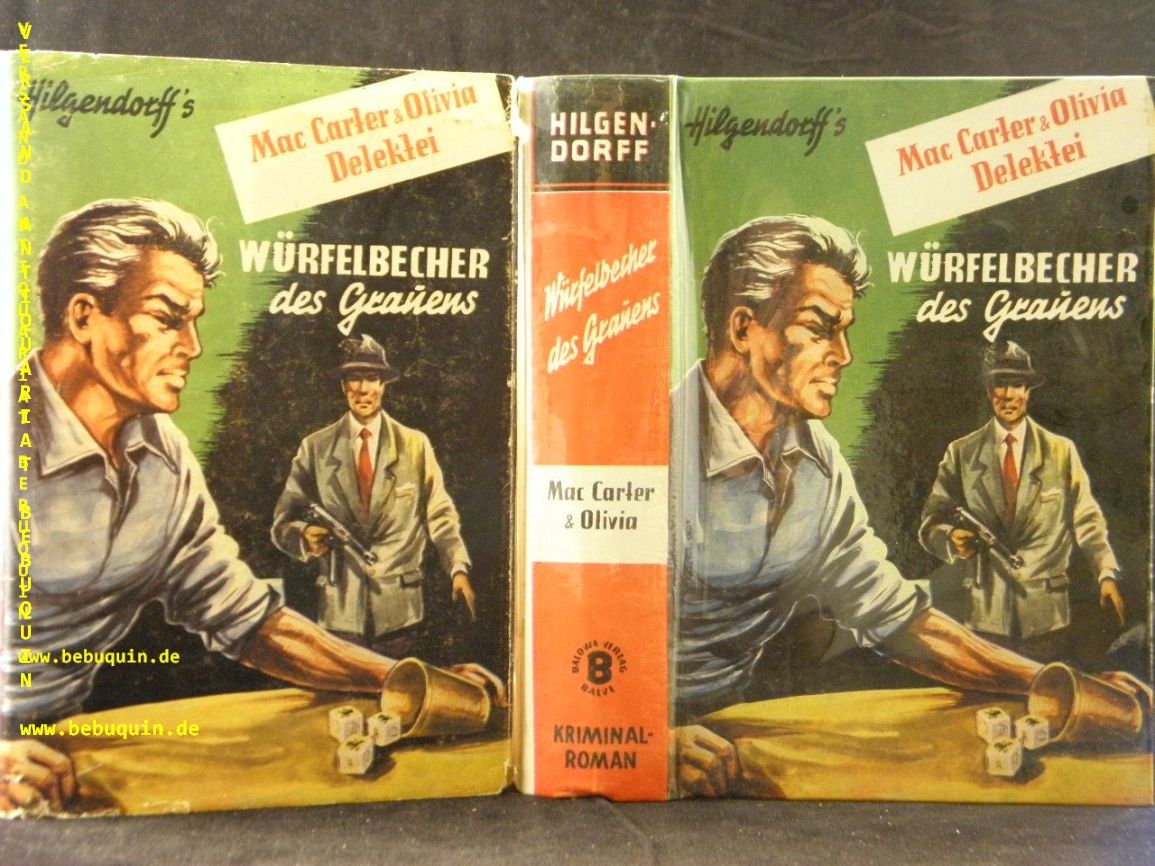 Hilgendorff's
Mac Carter & Olivia
Detektei
WÜRFELBECHER
des Grauens
HILGEN-
DORFF
Würfelbecher
des Grauens
Mac Carter
& Olivia
BALOWA-VERLAG
B
BALVE
KRIMINAL-
ROMAN
Hilgendorff's
Mac Carter & Olivia
Detektei
WÜRFELBECHER
des Grauens
www.bebuquin.de
www.bebuquin.de